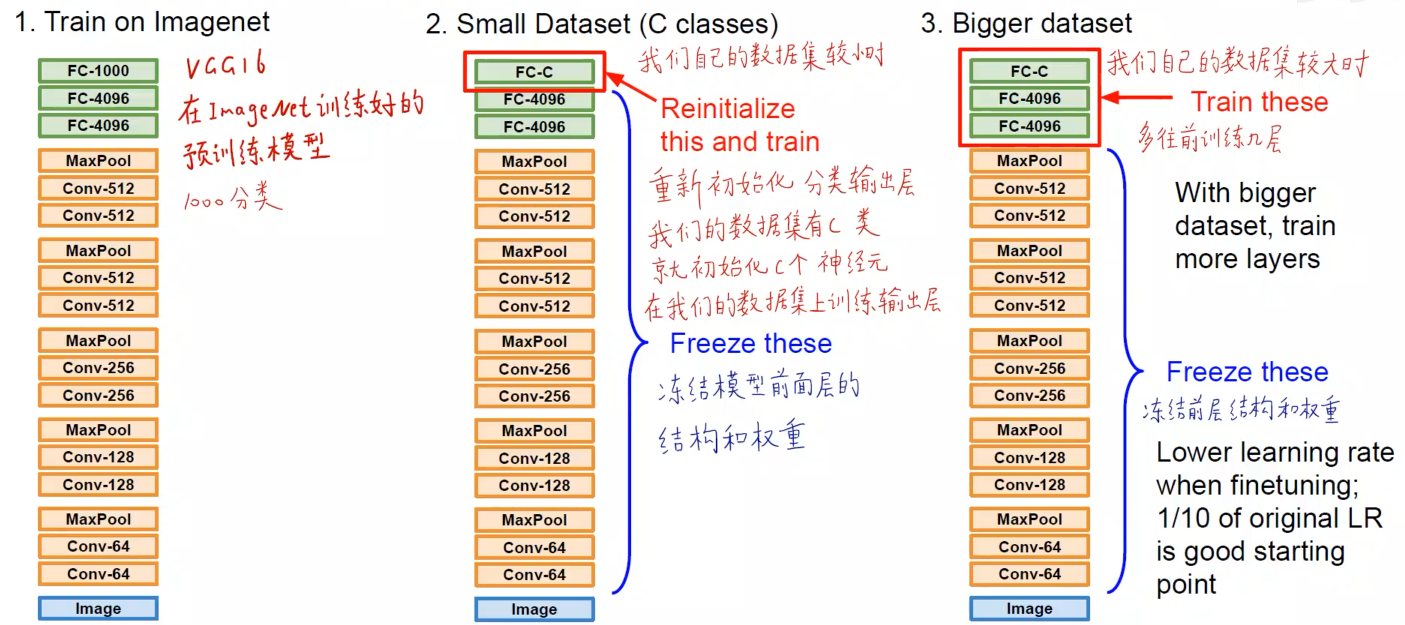 1. Train on Imagenet
FC-1000
FC-4096
FC-4096
MaxPool
Conv-512
Conv-512
MaxPool
Conv-512
Conv-512
MaxPool
Conv-256
Conv-256
MaxPool
Conv-128
Conv-128
MaxPool
Conv-64
Conv-64
Image
VGG16
在ImageNet训练好的
预训练模型
1000分类
2. Small Dataset (C classes)
FC-C
FC-4096
FC-4096
MaxPool
Conv-512
Conv-512
MaxPool
Conv-512
Conv-512
MaxPool
Conv-256
Conv-256
MaxPool
Conv-128
Conv-128
MaxPool
Conv-64
Conv-64
Image
我们自己的数据集较小时
Reinitialize
this and train
重新初始化 分类输出层
我们的数据集有C 类
就初始化C个 神经元
在我们的数据集上训练输出层
Freeze these
冻结模型前面层的
结构和权重
3. Bigger dataset
FC-C
FC-4096
FC-4096
MaxPool
Conv-512
Conv-512
MaxPool
Conv-512
Conv-512
MaxPool
Conv-256
Conv-256
MaxPool
Conv-128
Conv-128
MaxPool
Conv-64
Conv-64
Image
我们自己的数据集较大时
Train these
多往前训练几层
With bigger
dataset, train
more layers
Freeze these
冻结前层结构和权重
Lower learning rate
when finetuning;
1/10 of original LR
is good starting
point